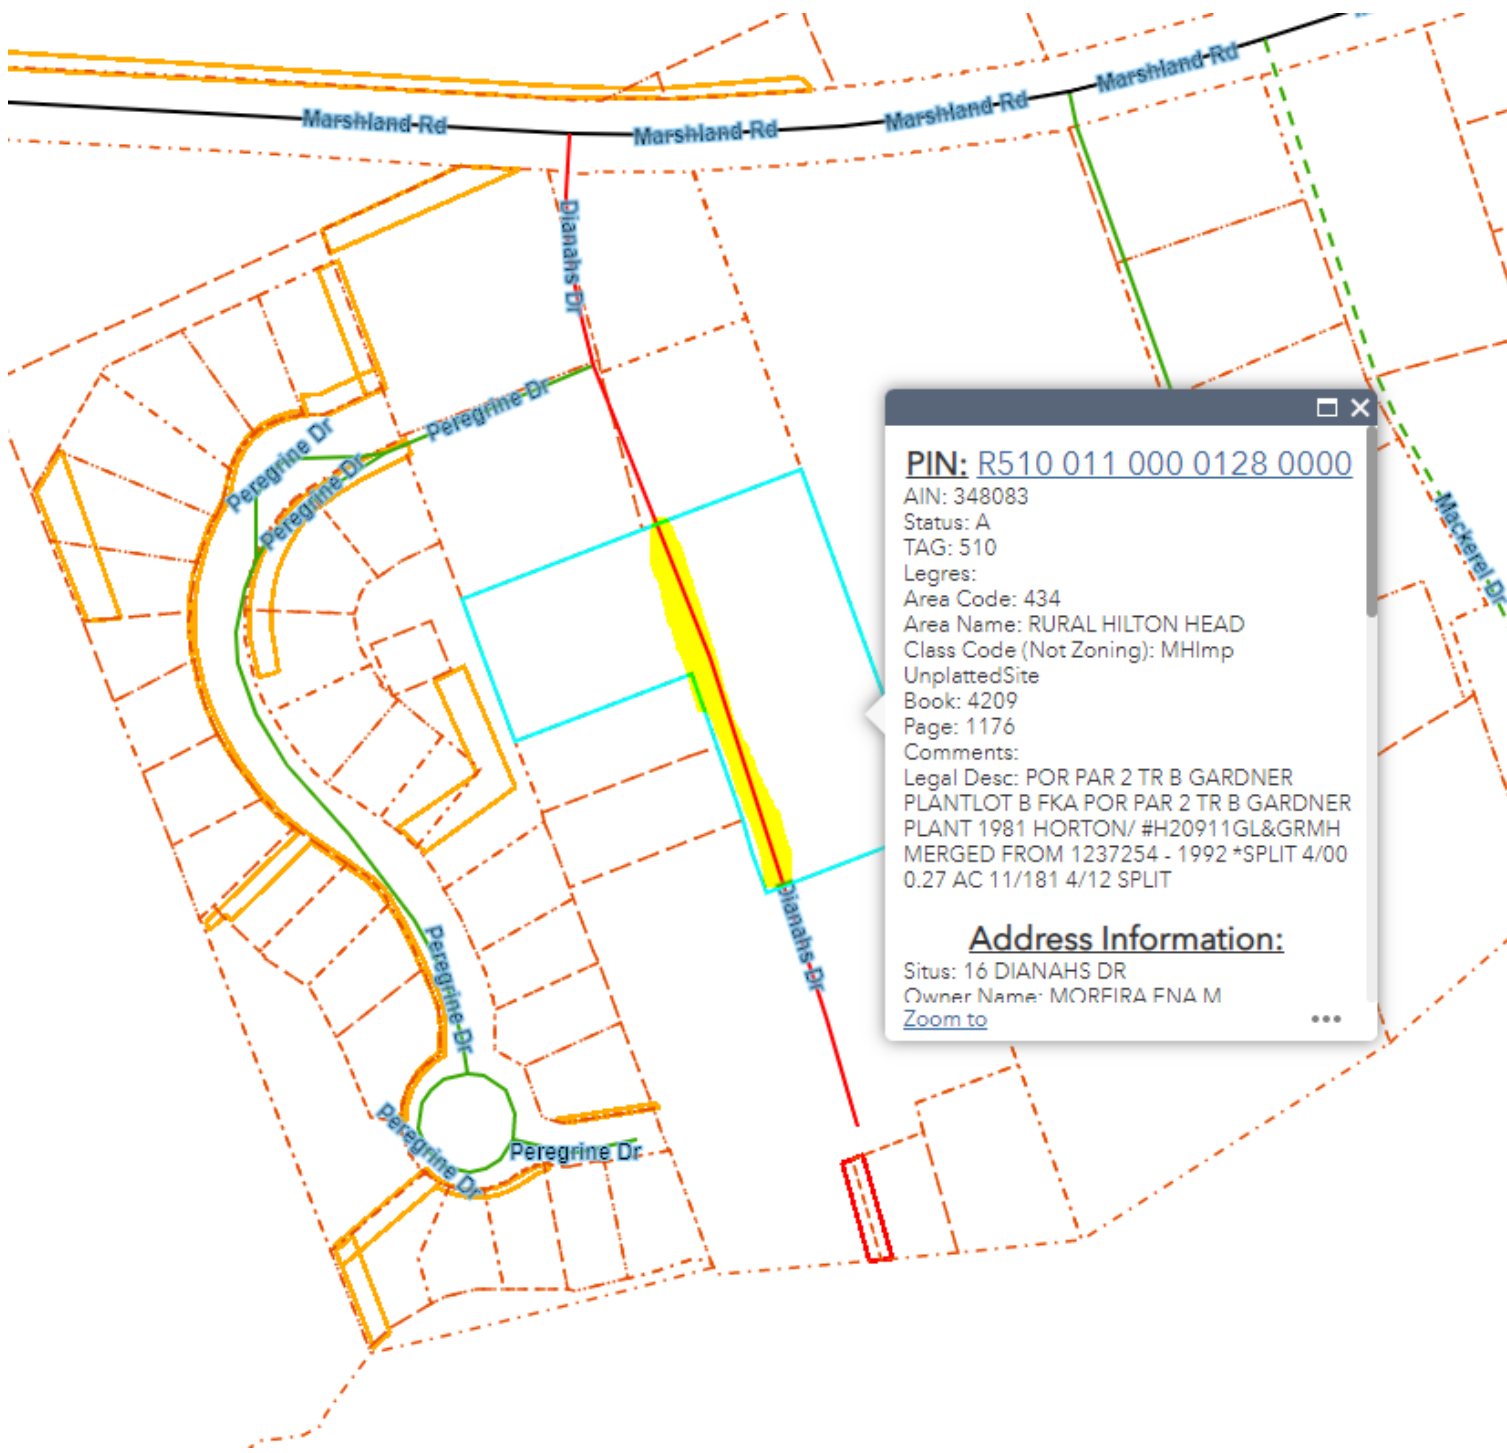 Marshland Rd
Marshland Rd
Marshland Rd
Marshland Rd
Dianahs Dr
Peregrine Dr
Peregrine Dr
Peregrine Dr
Mackerel Dr
PIN: R510 011 000 0128 0000
AIN: 348083
Status: A
TAG: 510
Legres:
Area Code: 434
Area Name: RURAL HILTON HEAD
Class Code (Not Zoning): MHImp
UnplattedSite
Book: 4209
Page: 1176
Comments:
Legal Desc: POR PAR 2 TR B GARDNER
PLANTLOT B FKA POR PAR 2 TR B GARDNER
PLANT 1981 HORTON/ #H20911GL&GRMH
MERGED FROM 1237254 - 1992 *SPLIT 4/00
0.27 AC 11/181 4/12 SPLIT
Address Information:
Situs: 16 DIANAHS DR
Owner Name: MOREIRA ENA M
Zoom to
Dianahs Dr
Peregrine Dr
Peregrine Dr
Peregrine Dr